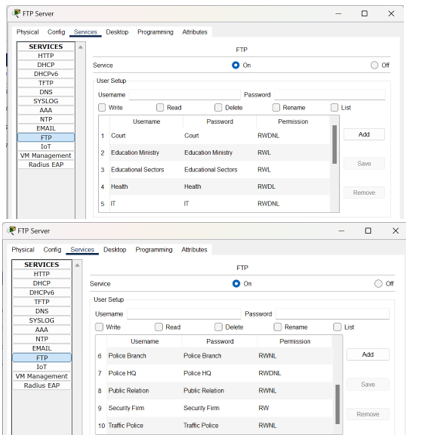 FTP Server
Physical Config Services Desktop Programming Attributes
SERVICES
HTTP
DHCP
DHCPv6
TFTP
DNS
SYSLOG
AAA
NTP
EMAIL
FTP
IoT
VM Management
Radius EAP
FTP
Service On Off
User Setup
Username Password
Write Read Delete Rename List
Username Password Permission
1 Court Court RWDNL
2 Education Ministry Education Ministry RWL
3 Educational Sectors Educational Sectors RWL
4 Health Health RWDL
5 IT IT RWDNL
Add
Save
Remove
FTP Server
Physical Config Services Desktop Programming Attributes
SERVICES
HTTP
DHCP
DHCPv6
TFTP
DNS
SYSLOG
AAA
NTP
EMAIL
FTP
IoT
VM Management
Radius EAP
FTP
Service On Off
User Setup
Username Password
Write Read Delete Rename List
Username Password Permission
6 Police Branch Police Branch RWNL
7 Police HQ Police HQ RWDNL
8 Public Relation Public Relation RWNL
9 Security Firm Security Firm RW
10 Traffic Police Traffic Police RWNL
Add
Save
Remove